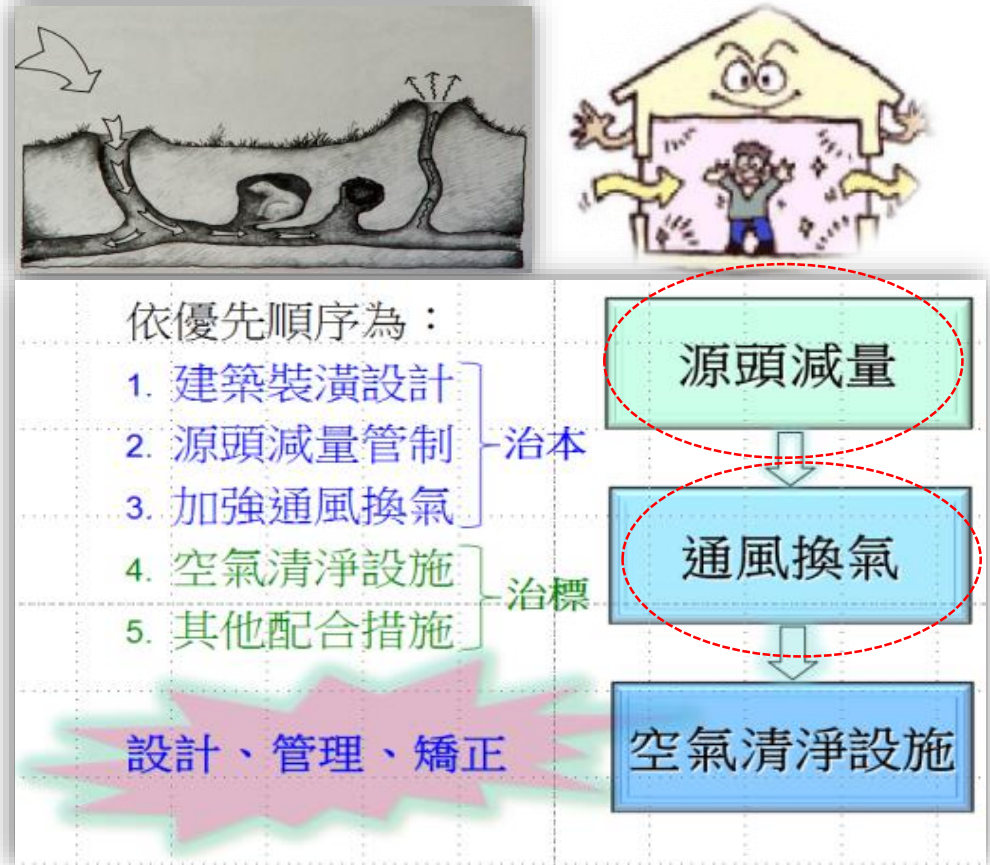 依優先順序為：
1. 建築裝潢設計
2. 源頭減量管制
3. 加強通風換氣
治本
4. 空氣清淨設施
5. 其他配合措施
治標
設計、管理、矯正
源頭減量
通風換氣
空氣清淨設施